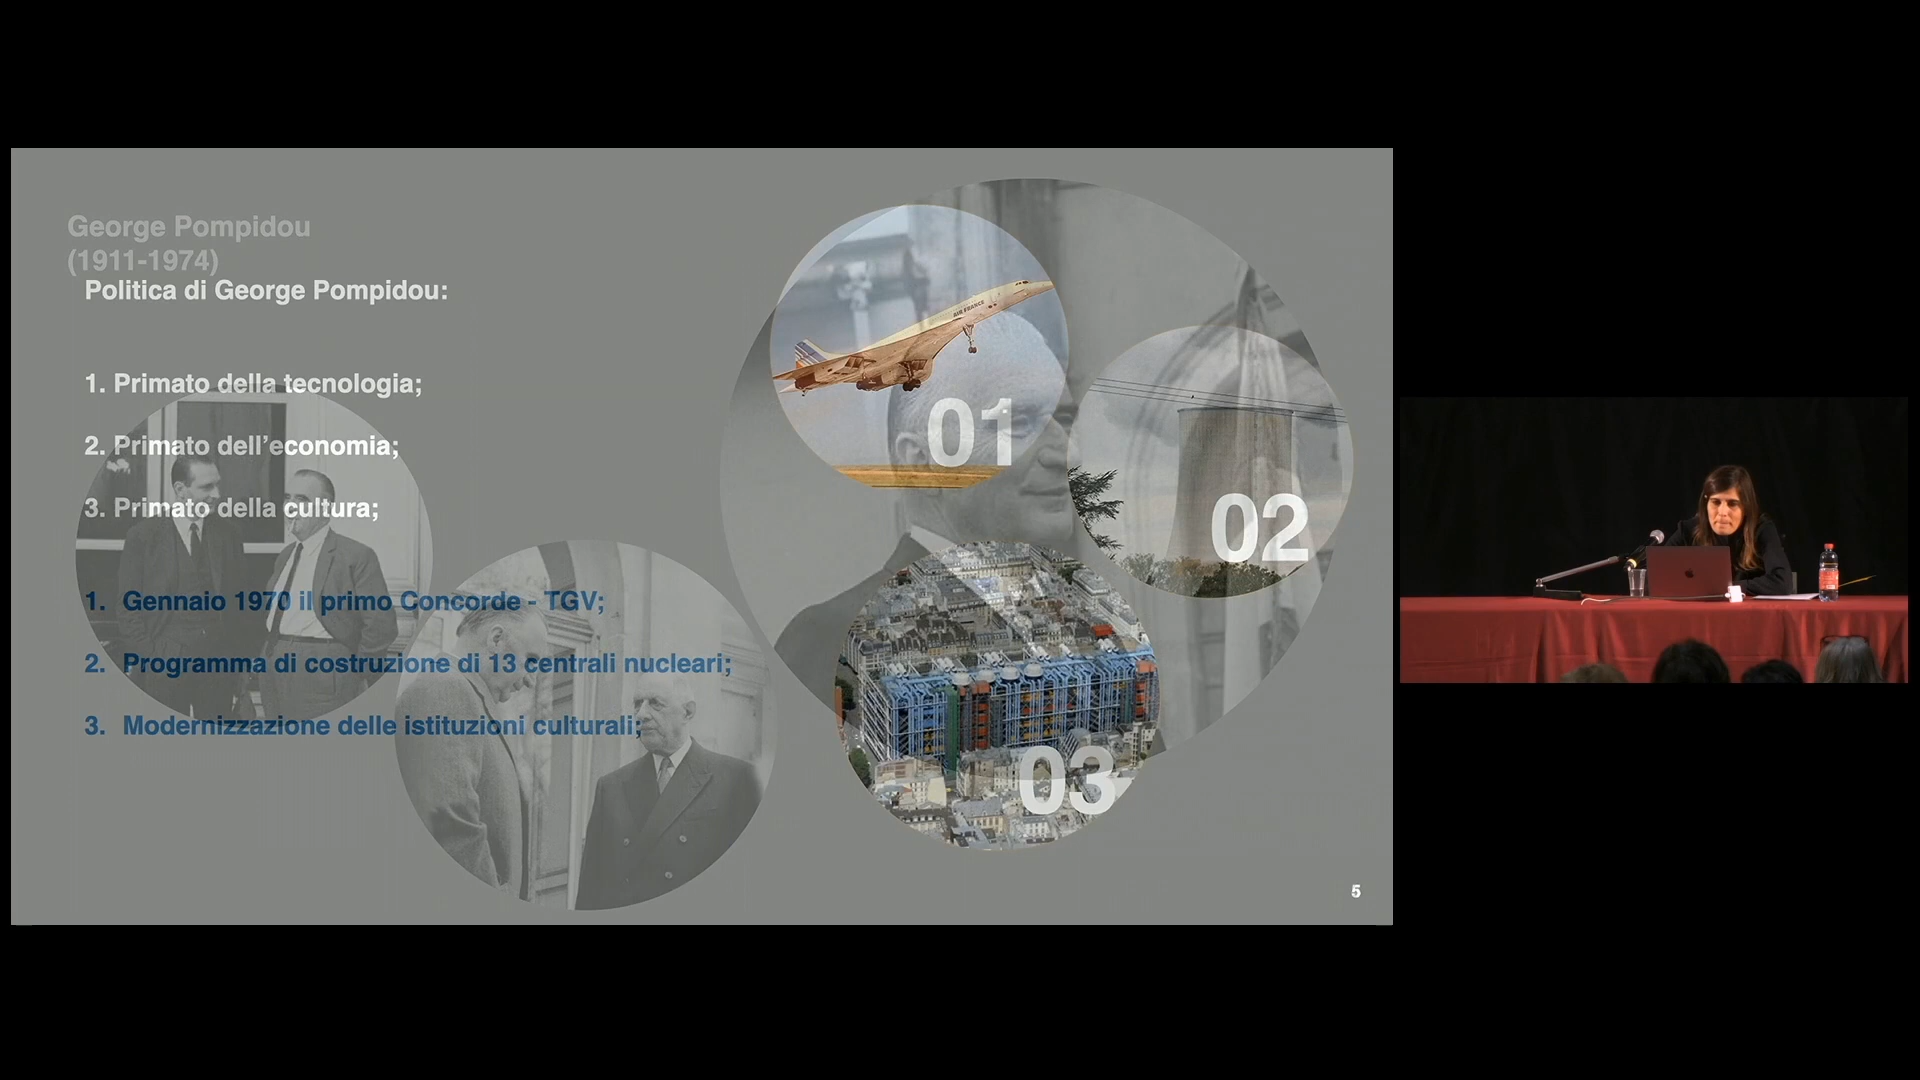 George Pompidou
(1911-1974)
Politica di George Pompidou:
1. Primato della tecnologia;
2. Primato dell’economia;
3. Primato della cultura;
1. Gennaio 1970 il primo Concorde - TGV;
2. Programma di costruzione di 13 centrali nucleari;
3. Modernizzazione delle istituzioni culturali;
AIR FRANCE
01
02
03
5